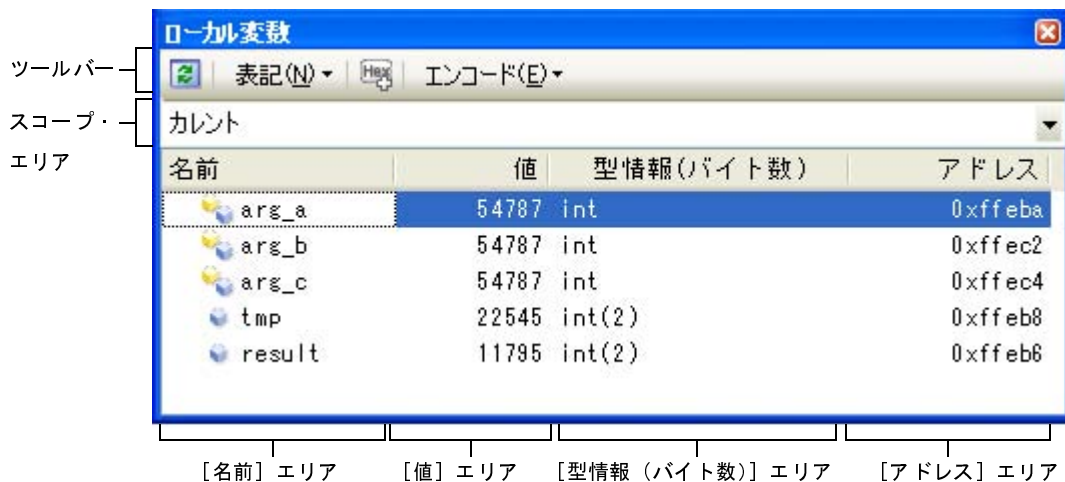 ローカル変数
ツールバー
表記(N)
Hex
エンコード(E)
スコープ・
エリア
カレント
名前 値 型情報(バイト数) アドレス
arg_a 54787 int 0xffeba
arg_b 54787 int 0xffec2
arg_c 54787 int 0xffec4
tmp 22545 int(2) 0xffeb8
result 11795 int(2) 0xffeb6
［名前］エリア ［値］エリア ［型情報（バイト数）］エリア ［アドレス］エリア